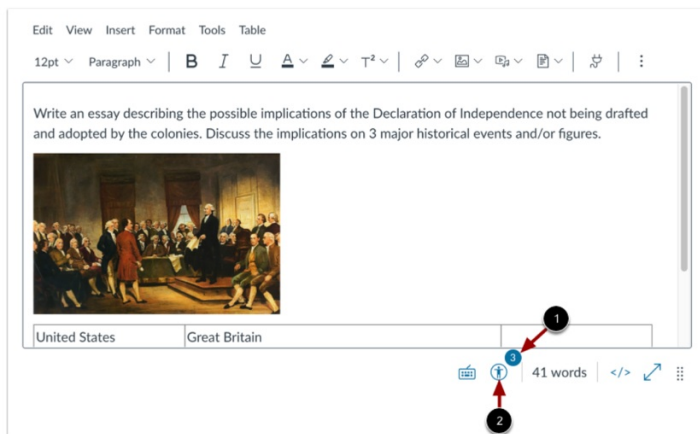 Edit View Insert Format Tools Table
12pt Paragraph B I U A T²
Write an essay describing the possible implications of the Declaration of Independence not being drafted
and adopted by the colonies. Discuss the implications on 3 major historical events and/or figures.
United States Great Britain
1
3
41 words </>
2